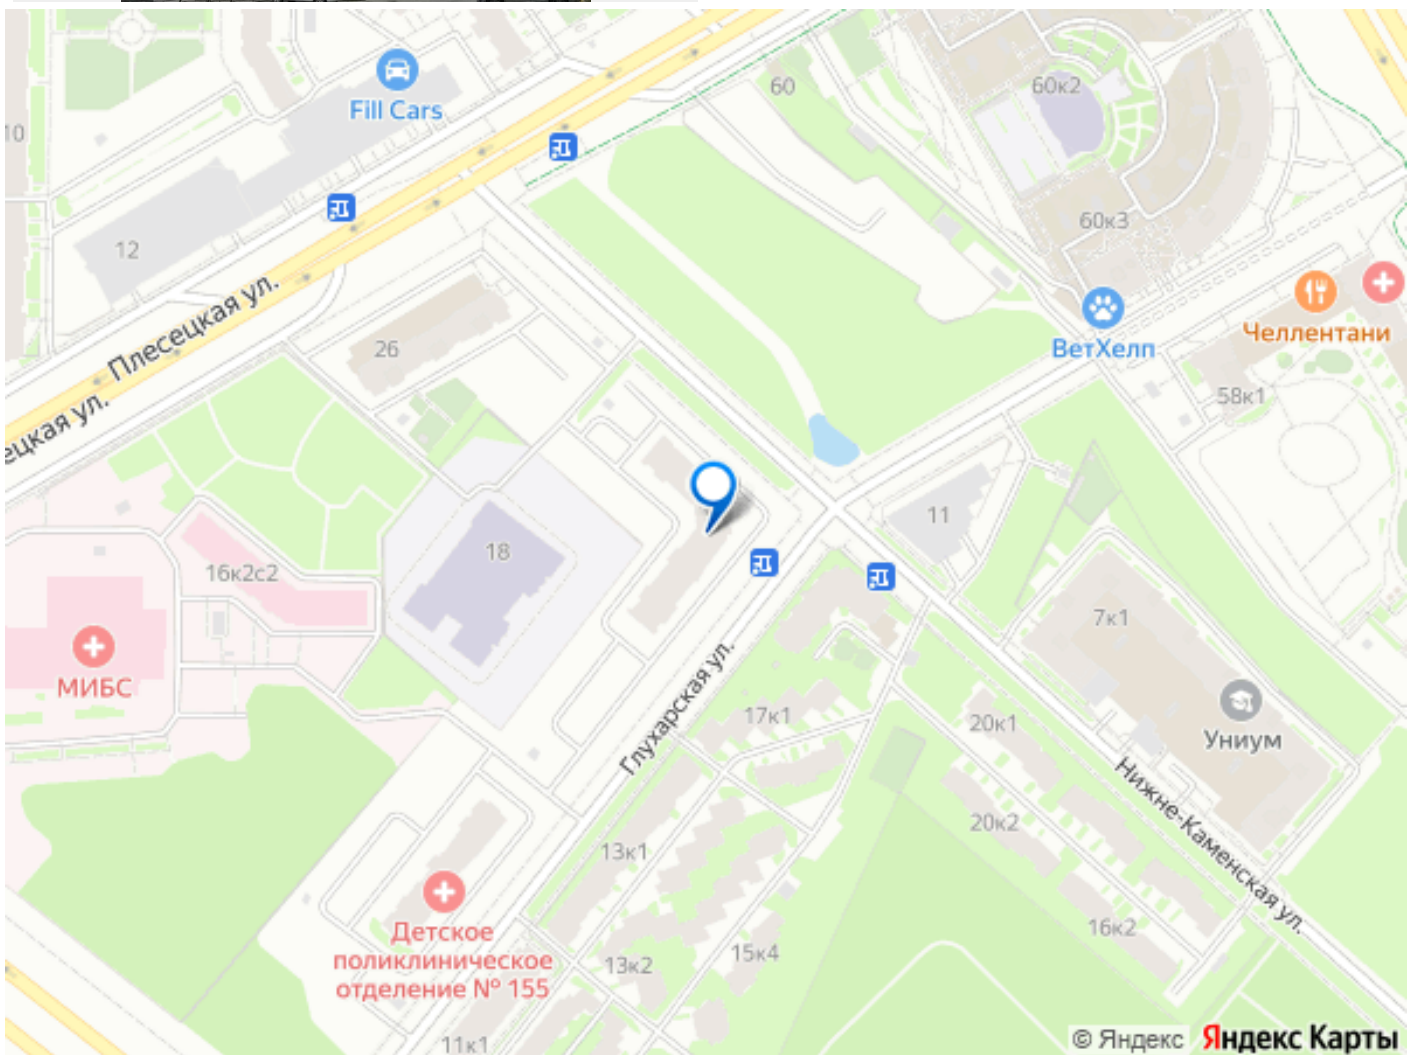 Fill Cars
60
60к2
10
60к3
12
Плесецкая ул.
Челлентани
ВетХелп
26
58к1
ецкая ул.
11
18
16к2с2
7к1
МИБС
Глухарская ул.
17к1
20к1
Униум
Нижне-Каменская ул.
20к2
13к1
16к2
Детское
поликлиническое
отделение № 155
15к4
13к2
11к1
© Яндекс Яндекс Карты